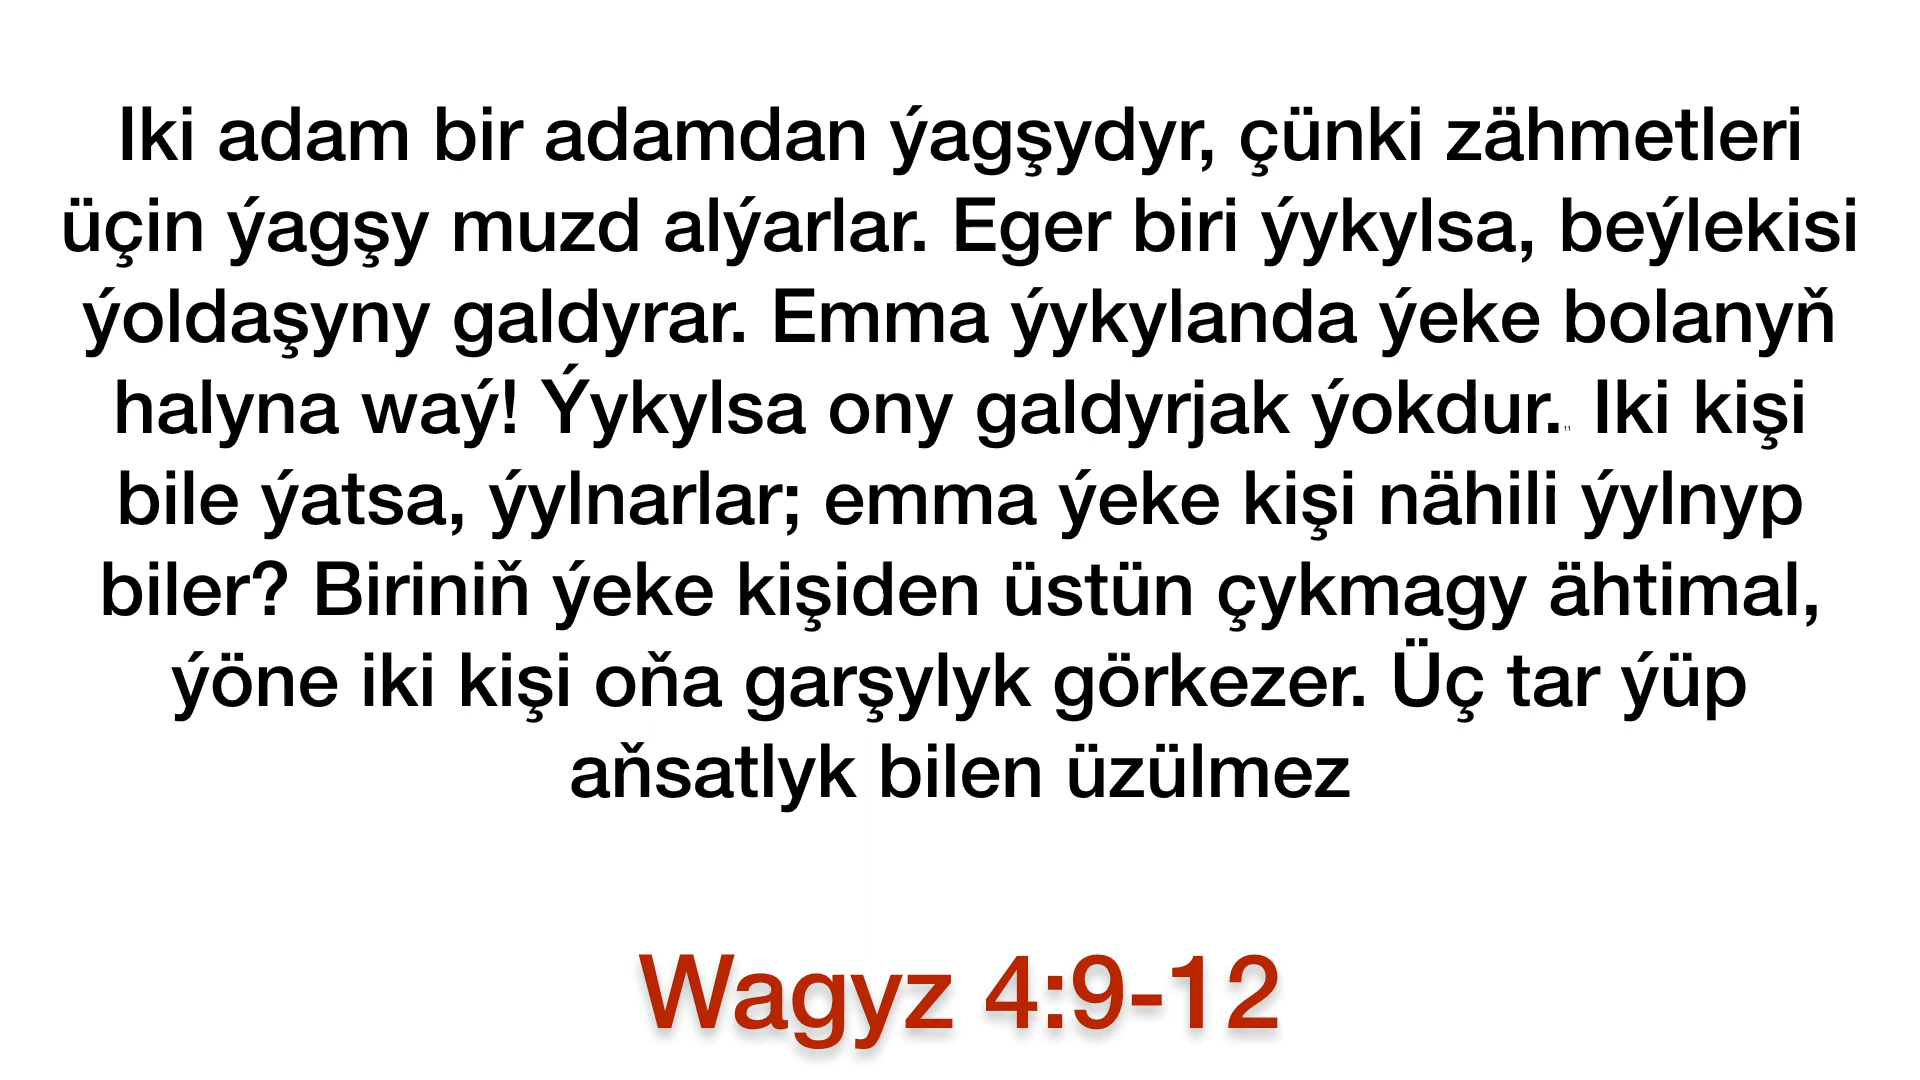 Iki adam bir adamdan ýagşydyr, çünki zähmetleri
üçin ýagşy muzd alýarlar. Eger biri ýykylsa, beýlekisi
ýoldaşyny galdyrar. Emma ýykylanda ýeke bolanyň
halyna waý! Ýykylsa ony galdyrjak ýokdur." Iki kişi
bile ýatsa, ýylnarlar; emma ýeke kişi nähili ýylnyp
biler? Biriniň ýeke kişiden üstün çykmagy ähtimal,
ýöne iki kişi oňa garşylyk görkezer. Üç tar ýüp
aňsatlyk bilen üzülmez
Wagyz 4:9-12